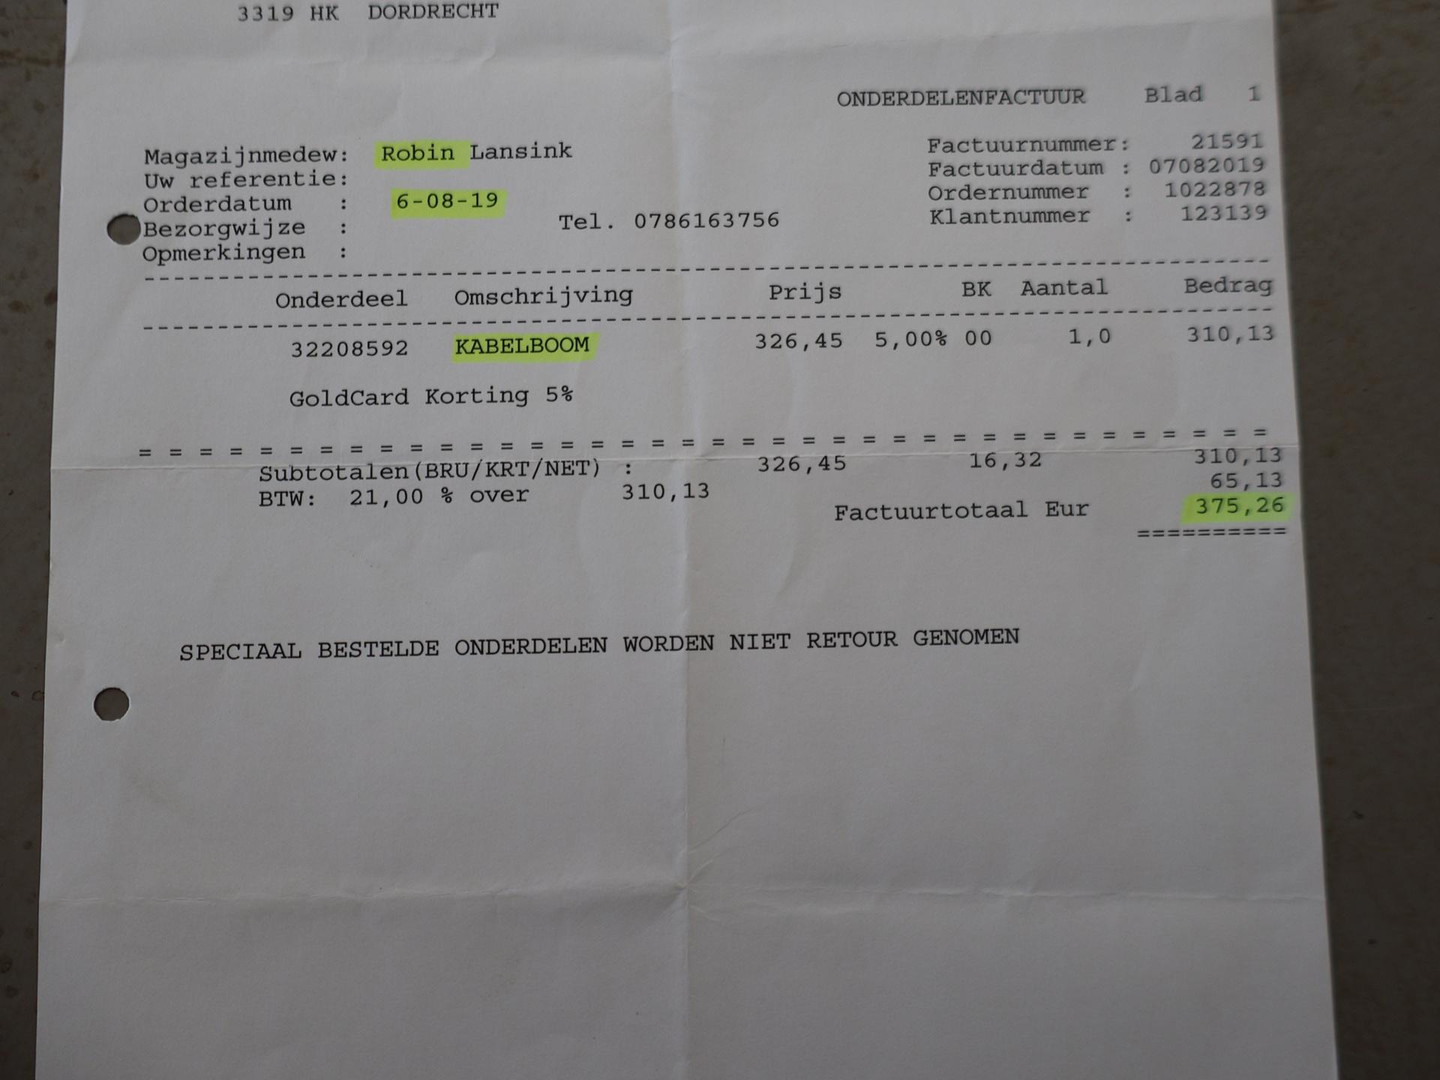 3319 HK DORDRECHT
ONDERDELENFACTUUR Blad 1
Magazijnmedew: Robin Lansink Factuurnummer: 21591
Uw referentie: Factuurdatum : 07082019
Orderdatum : 6-08-19 Ordernummer : 1022878
Bezorgwijze : Tel. 0786163756 Klantnummer : 123139
Opmerkingen :
--------------------------------------------------------------------------
Onderdeel Omschrijving Prijs BK Aantal Bedrag
--------------------------------------------------------------------------
32208592 KABELBOOM 326,45 5,00% 00 1,0 310,13
GoldCard Korting 5%
= = = = = = = = = = = = = = = = = = = = = = = = = = = = = = = = = = = = = =
Subtotalen(BRU/KRT/NET) : 326,45 16,32 310,13
BTW: 21,00 % over 310,13 65,13
Factuurtotaal Eur 375,26
==========
SPECIAAL BESTELDE ONDERDELEN WORDEN NIET RETOUR GENOMEN